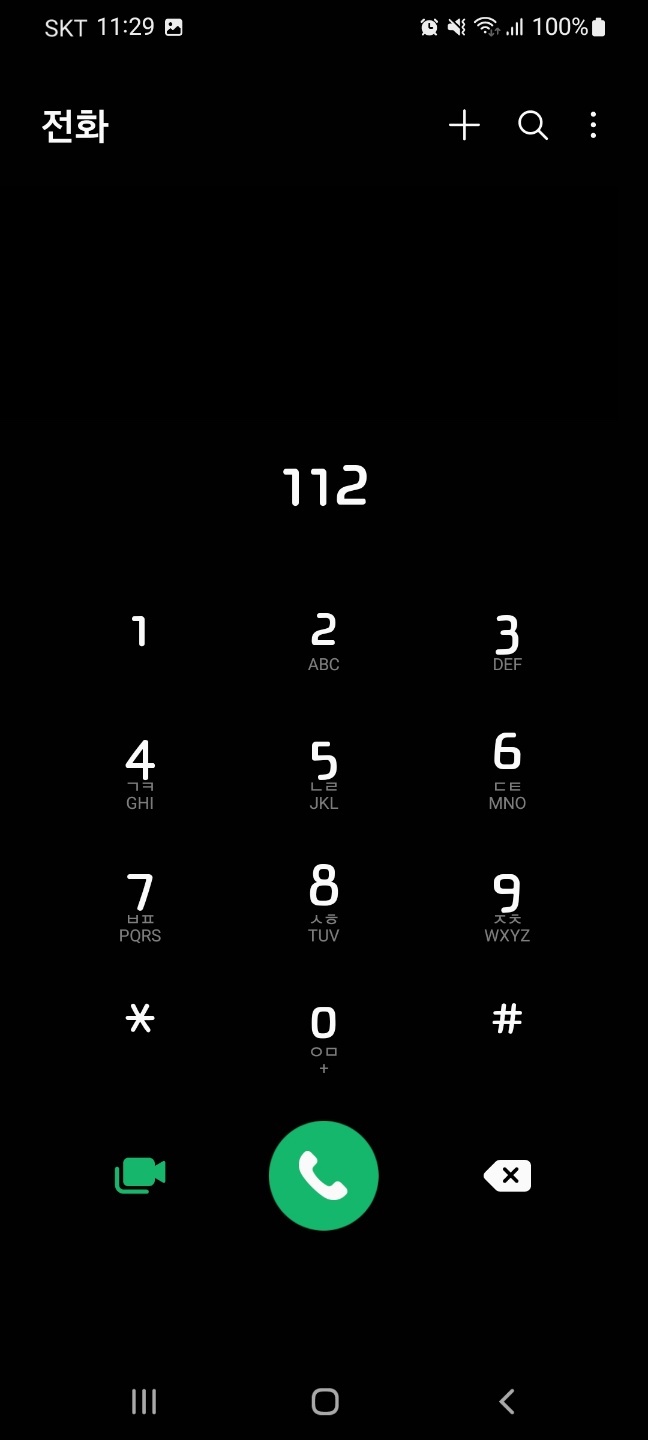 SKT 11:29 100%
전화
112
1 2 3
ABC DEF
4 5 6
ㄱㅋ ㄴㄹ ㄷㅌ
GHI JKL MNO
7 8 9
ㅂㅍ ㅅㅎ ㅈㅊ
PQRS TUV WXYZ
* 0 #
ㅇㅁ
+